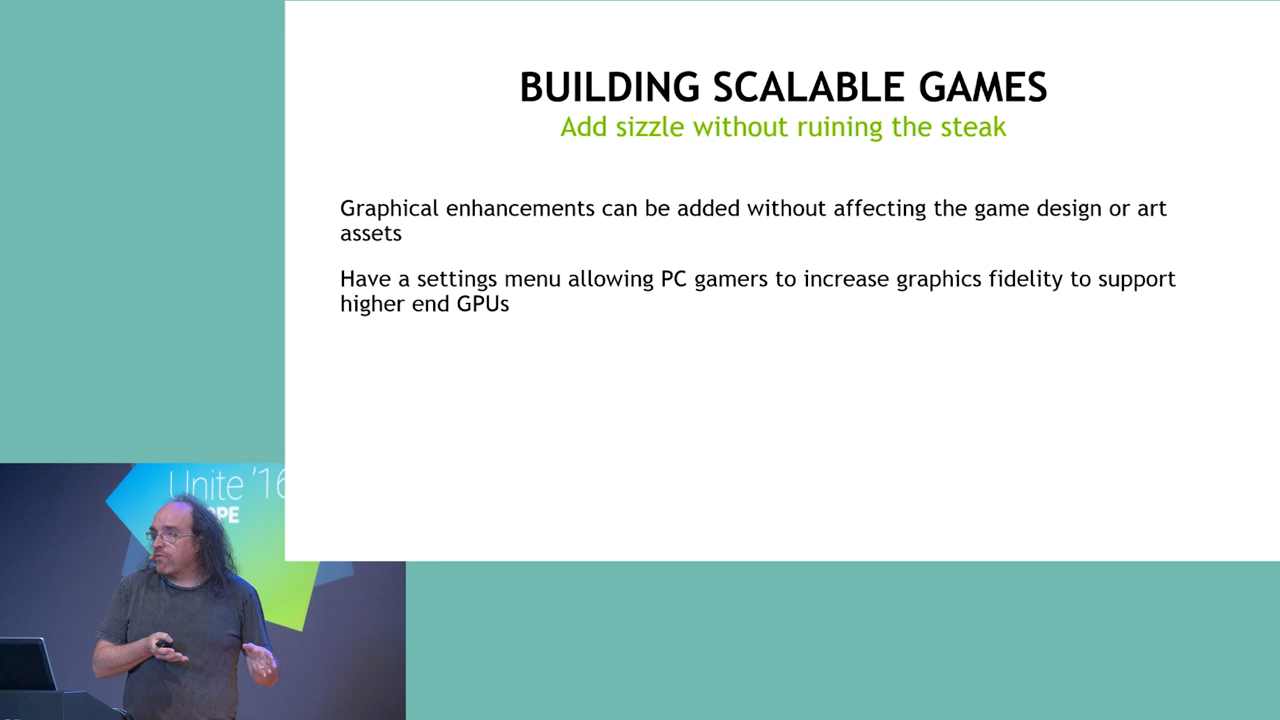 BUILDING SCALABLE GAMES
Add sizzle without ruining the steak
Graphical enhancements can be added without affecting the game design or art
assets
Have a settings menu allowing PC gamers to increase graphics fidelity to support
higher end GPUs
Unite '16